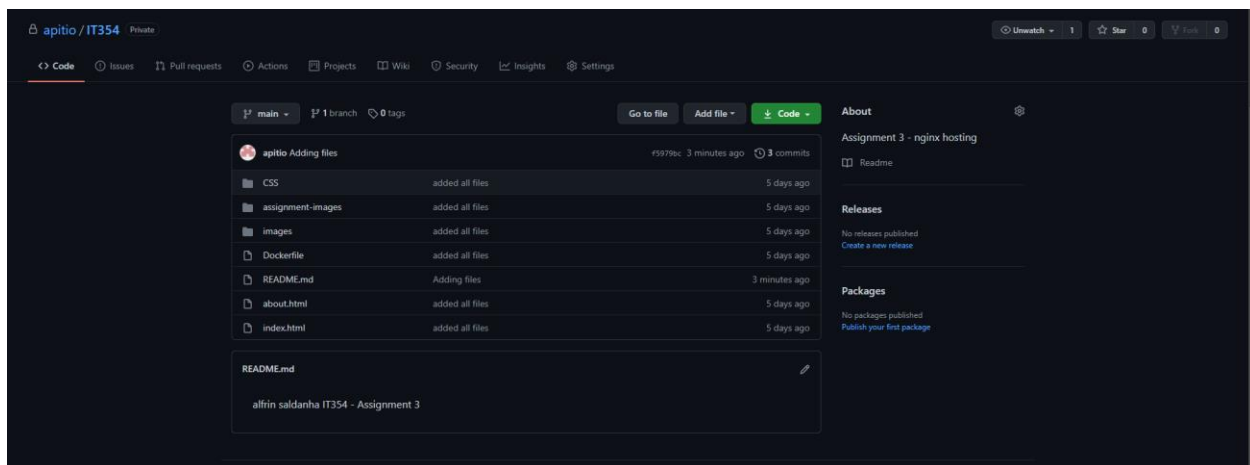 apitio / IT354 Private
Unwatch 1 Star 0 Fork 0
<> Code Issues Pull requests Actions Projects Wiki Security Insights Settings
main 1 branch 0 tags Go to file Add file Code
apitio Adding files f5979bc 3 minutes ago 3 commits
CSS added all files 5 days ago
assignment-images added all files 5 days ago
images added all files 5 days ago
Dockerfile added all files 5 days ago
README.md Adding files 3 minutes ago
about.html added all files 5 days ago
index.html added all files 5 days ago
README.md
alfrin saldanha IT354 - Assignment 3
About
Assignment 3 - nginx hosting
Readme
Releases
No releases published
Create a new release
Packages
No packages published
Publish your first package